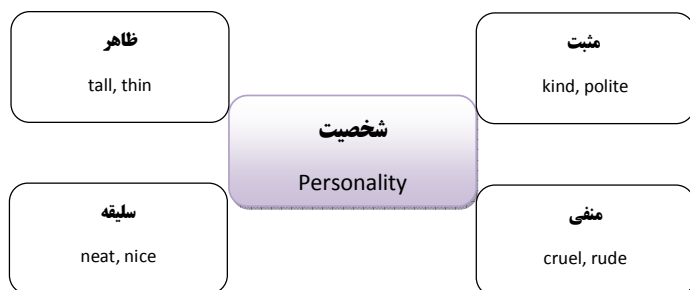 ظاهر
tall, thin
مثبت
kind, polite
شخصیت
Personality
سلیقه
neat, nice
منفی
cruel, rude